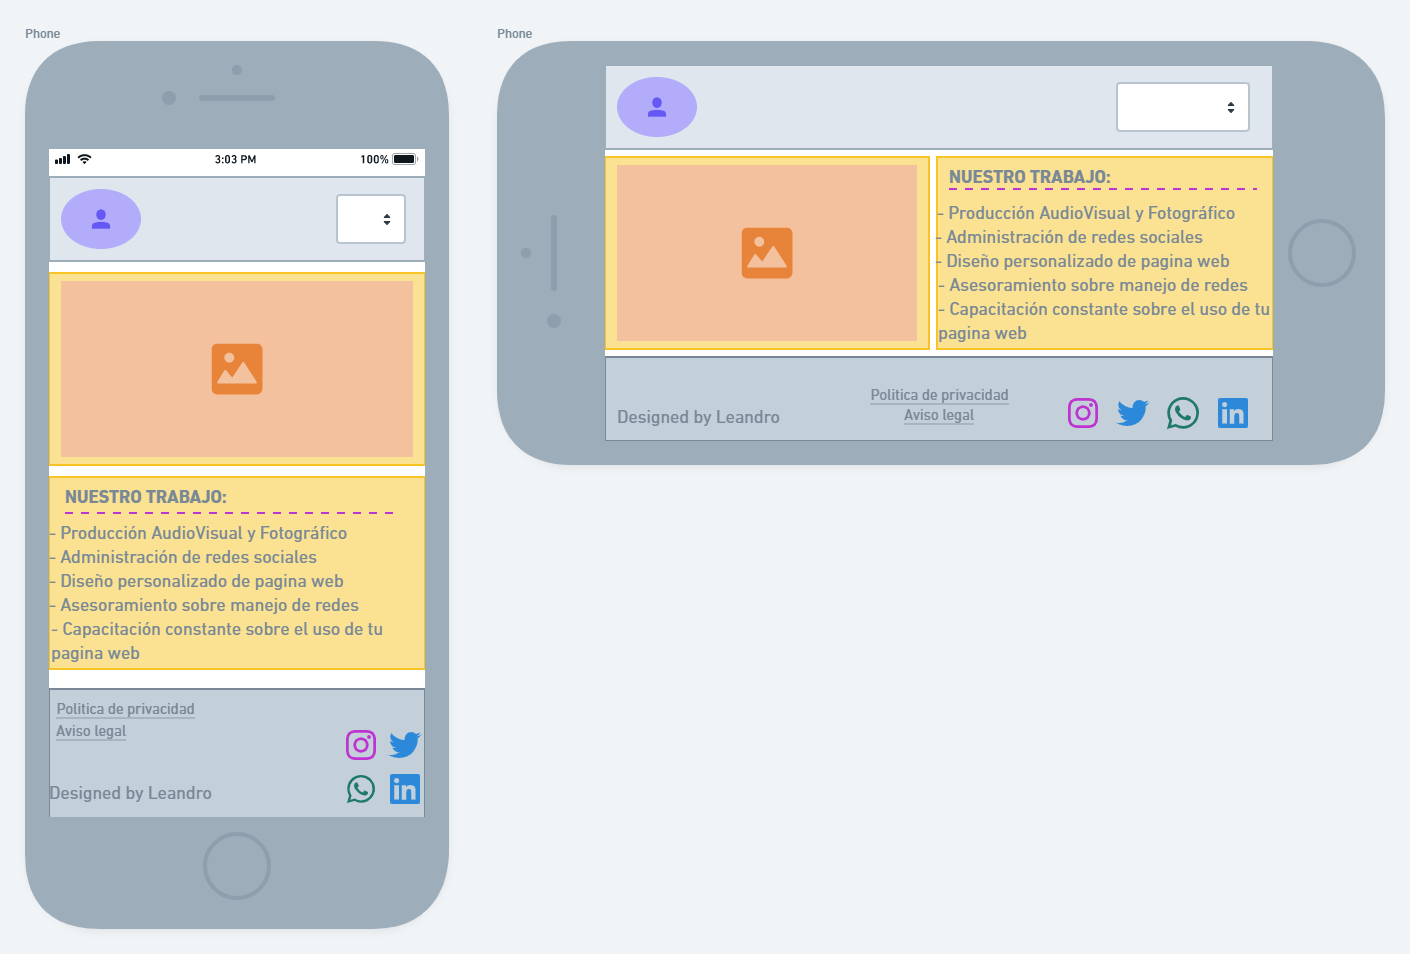 Phone
3:03 PM
100%
NUESTRO TRABAJO:
- Producción AudioVisual y Fotográfico
- Administración de redes sociales
- Diseño personalizado de pagina web
- Asesoramiento sobre manejo de redes
- Capacitación constante sobre el uso de tu
pagina web
Politica de privacidad
Aviso legal
Designed by Leandro
in
Phone
NUESTRO TRABAJO:
- Producción AudioVisual y Fotográfico
- Administración de redes sociales
- Diseño personalizado de pagina web
- Asesoramiento sobre manejo de redes
- Capacitación constante sobre el uso de tu
pagina web
Designed by Leandro
Politica de privacidad
Aviso legal
in